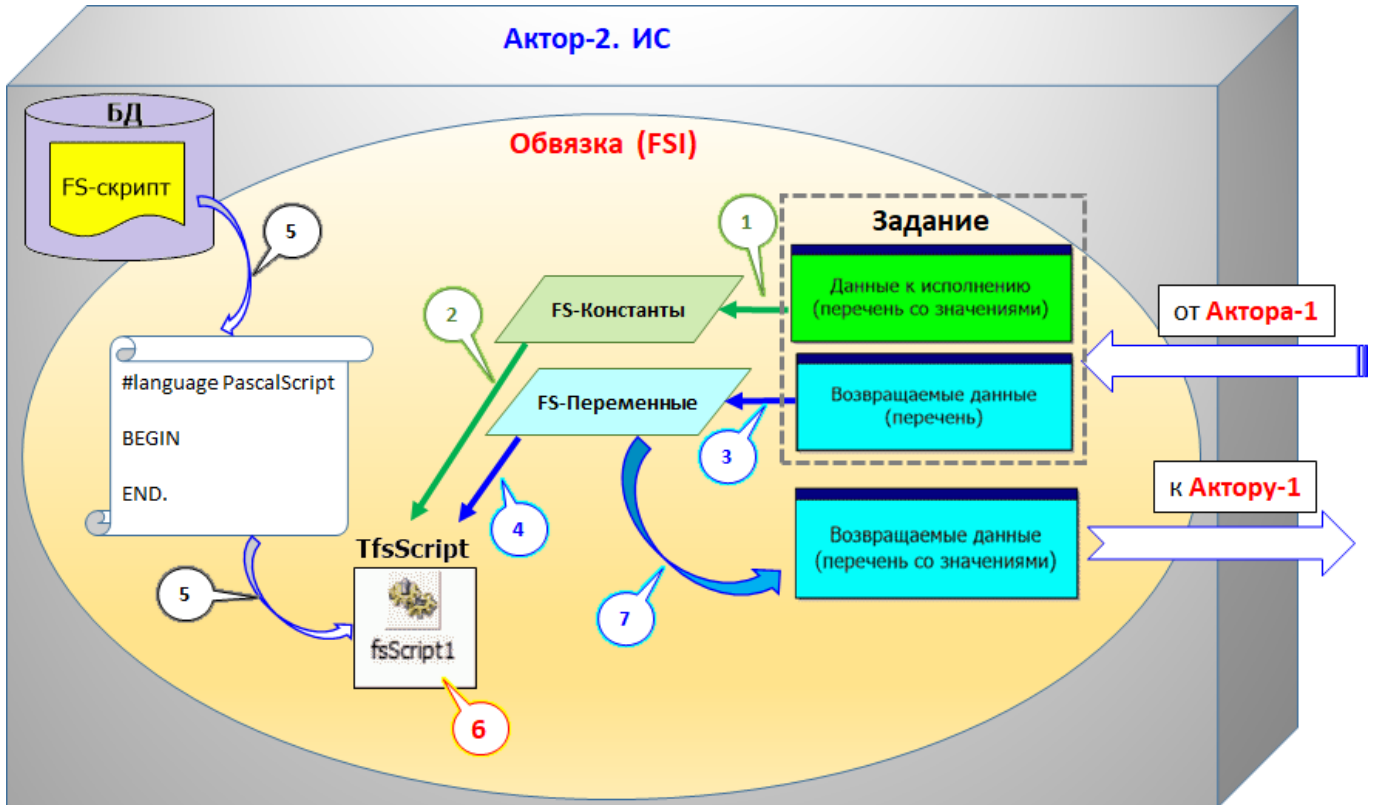 Актор-2. ИС
БД
FS-скрипт
Обвязка (FSI)
5
1
Задание
Данные к исполнению
(перечень со значениями)
FS-Константы
2
от Актора-1
#language PascalScript
BEGIN
END.
FS-Переменные
Возвращаемые данные
(перечень)
3
к Актору-1
4
Возвращаемые данные
(перечень со значениями)
TfsScript
5
7
fsScript1
6